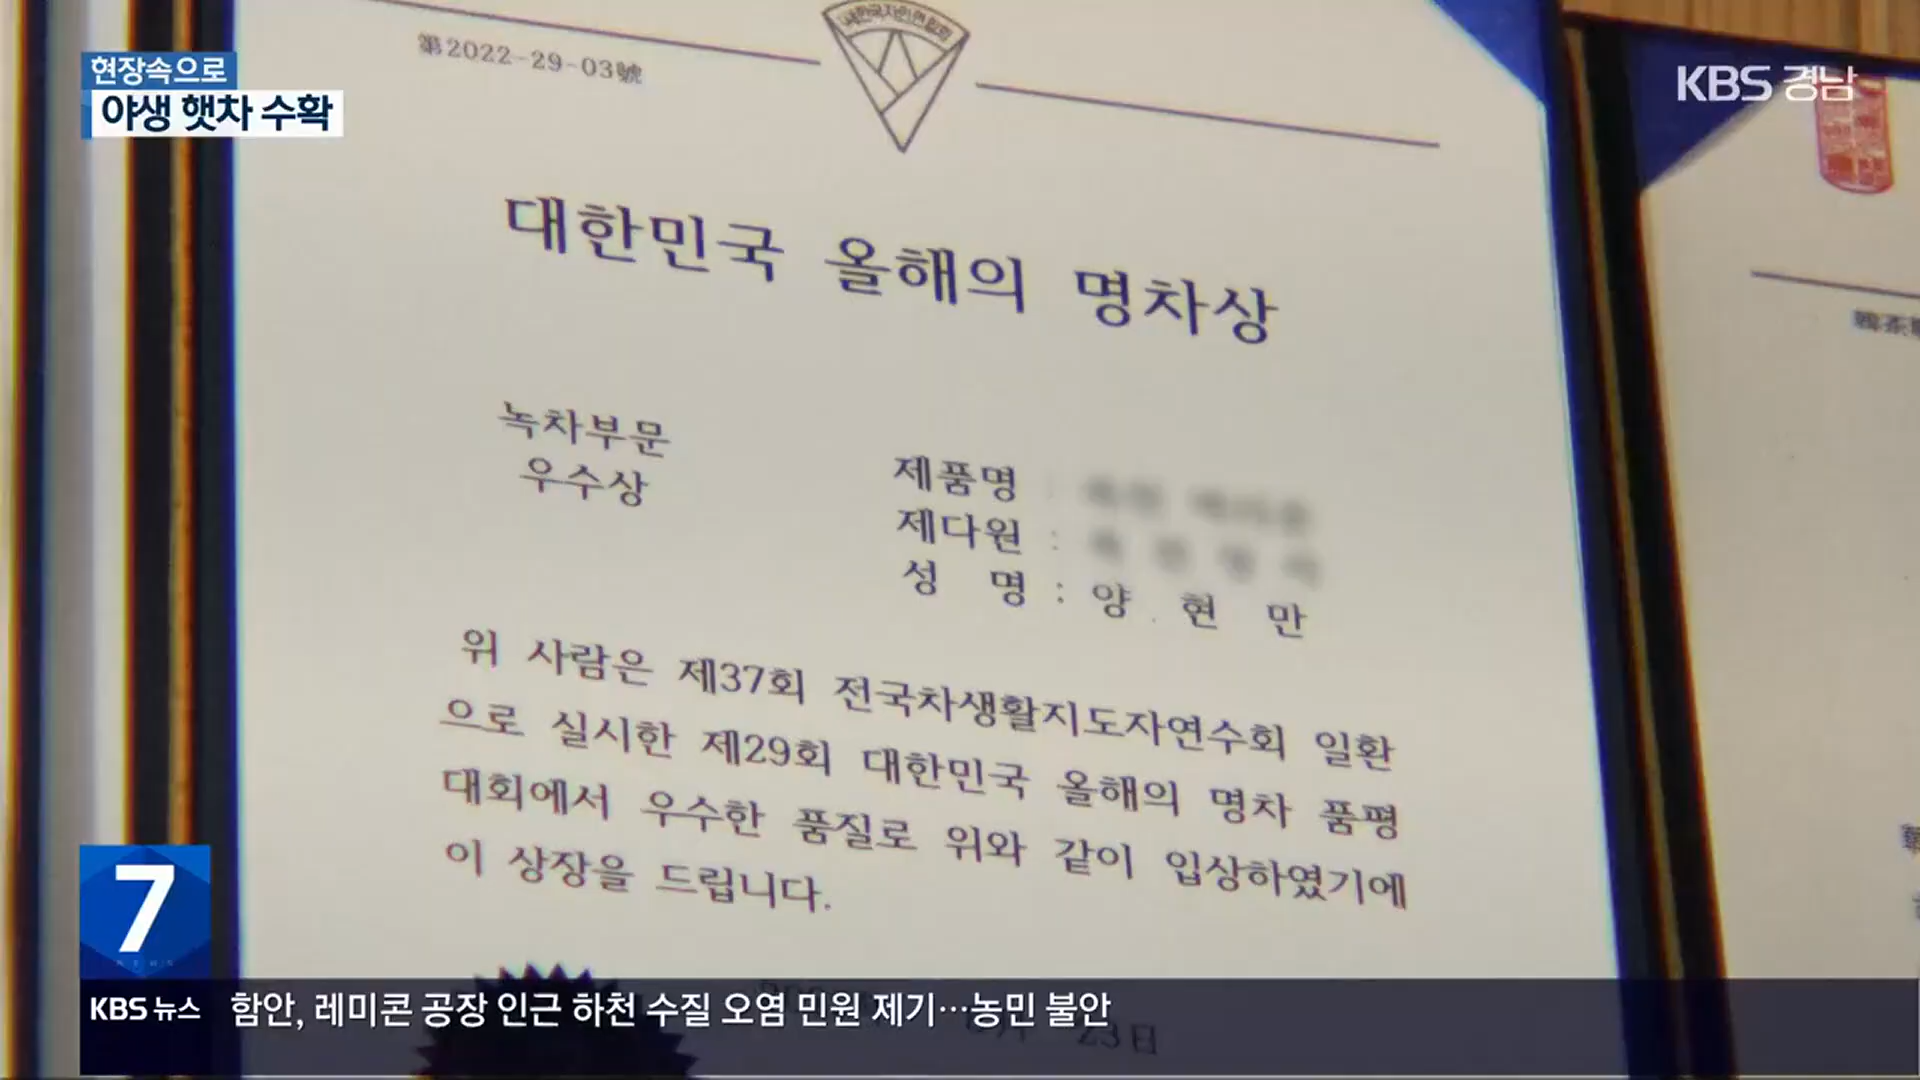 현장속으로
야생 햇차 수확
KBS 경남
第2022-29-03號
대한민국 올해의 명차상
녹차부문
우수상
제품명 :
제다원 :
성 명 : 양 현 만
위 사람은 제37회 전국차생활지도자연수회 일환
으로 실시한 제29회 대한민국 올해의 명차 품평
대회에서 우수한 품질로 위와 같이 입상하였기에
이 상장을 드립니다.
23日
7
KBS 뉴스 함안, 레미콘 공장 인근 하천 수질 오염 민원 제기…농민 불안